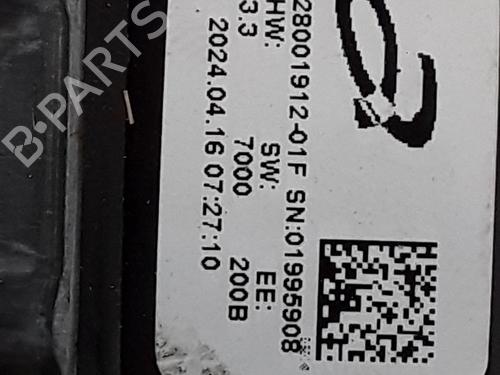 28001912-01F SN:01995908
HW: SW: EE:
3.3 7000 200B
2024.04.16 07:27:10
B-PARTS